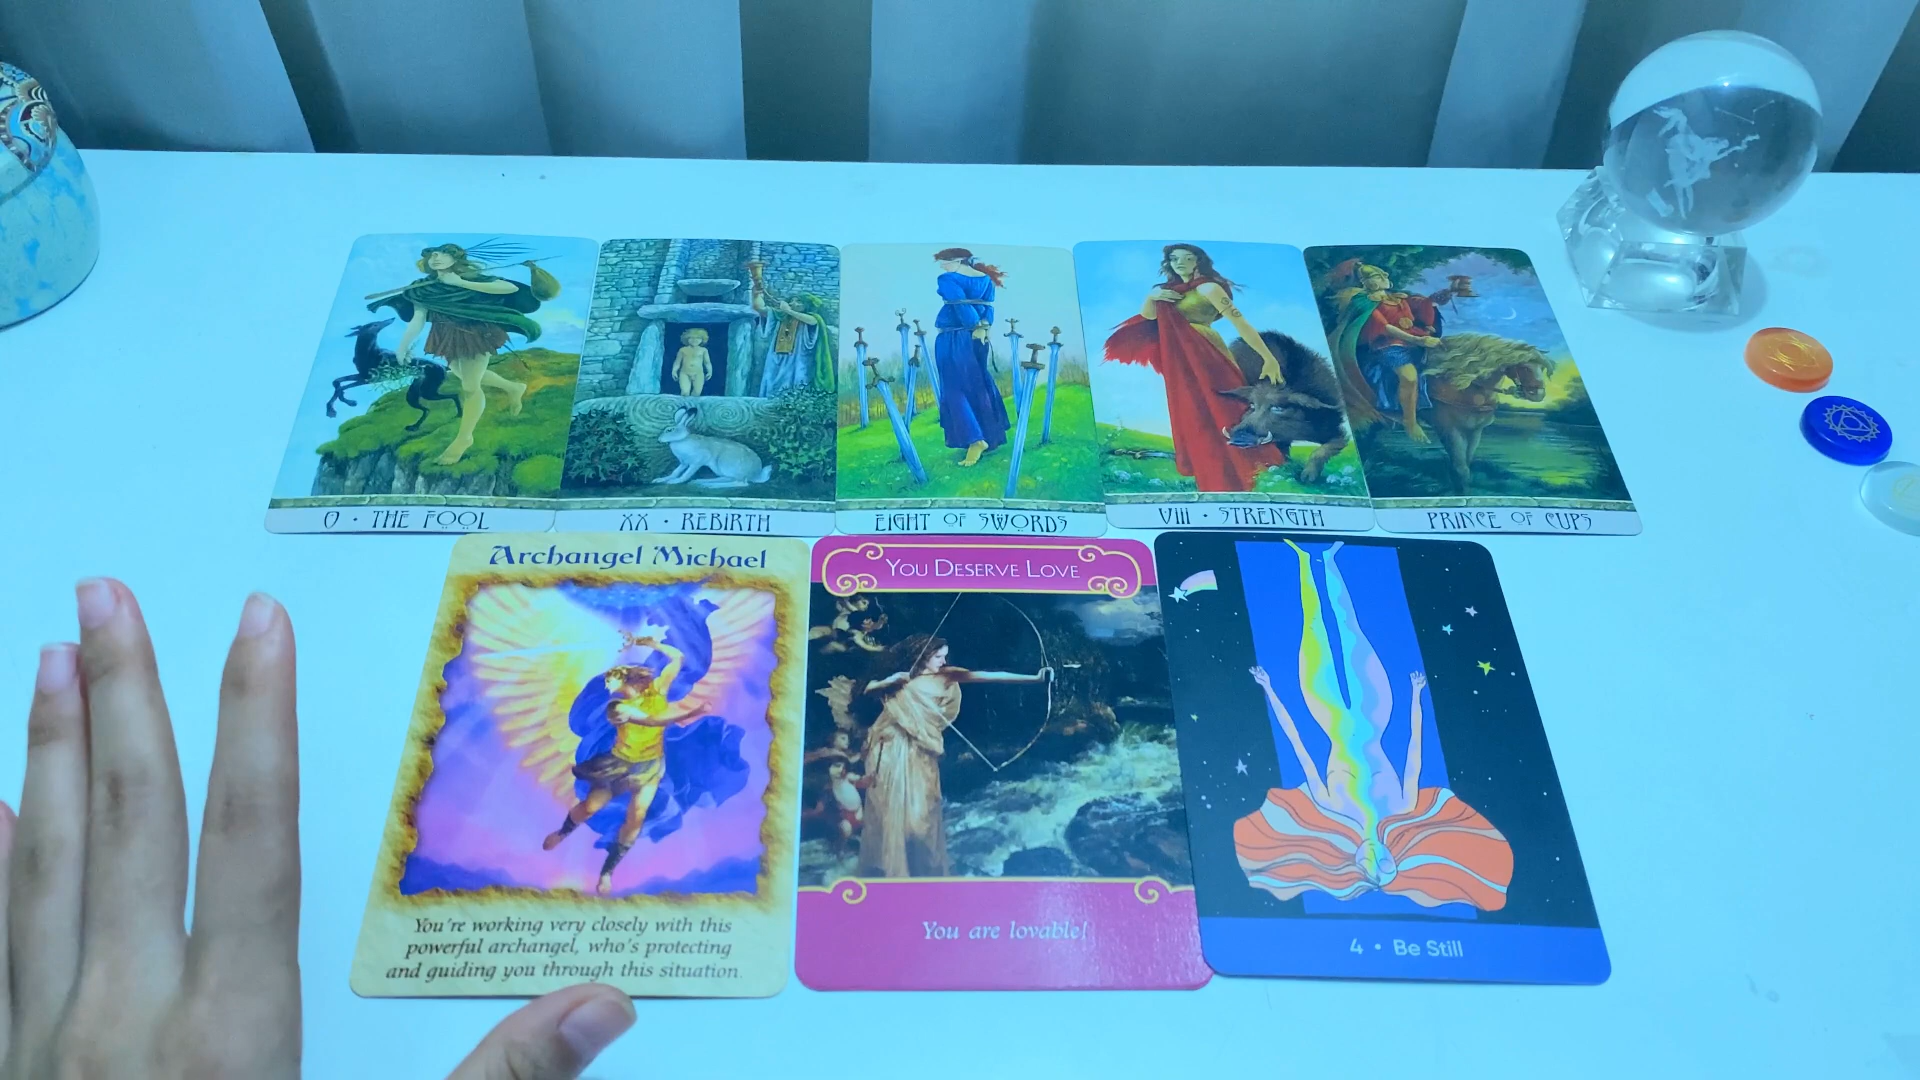 0 • THE FOOL
XX • REBIRTH
EIGHT OF SWORDS
VIII • STRENGTH
PRINCE OF CUPS
Archangel Michael
You're working very closely with this
powerful archangel, who's protecting
and guiding you through this situation.
YOU DESERVE LOVE
You are lovable!
4 • Be Still